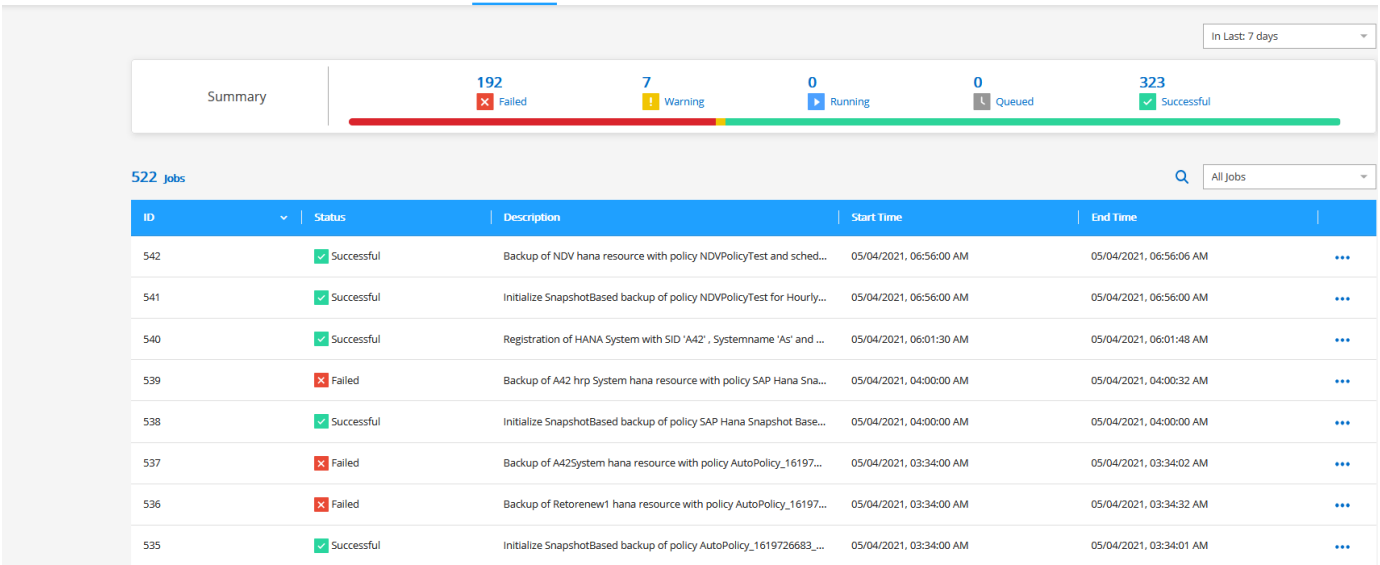 In Last: 7 days
Summary
192 7 0 0 323
Failed Warning Running Queued Successful
522 Jobs All Jobs
ID Status Description Start Time End Time
542 Successful Backup of NDV hana resource with policy NDVPolicyTest and sched... 05/04/2021, 06:56:00 AM 05/04/2021, 06:56:06 AM
541 Successful Initialize SnapshotBased backup of policy NDVPolicyTest for Hourly... 05/04/2021, 06:56:00 AM 05/04/2021, 06:56:00 AM
540 Successful Registration of HANA System with SID 'A42' , Systemname 'As' and ... 05/04/2021, 06:01:30 AM 05/04/2021, 06:01:48 AM
539 Failed Backup of A42 hrp System hana resource with policy SAP Hana Sna... 05/04/2021, 04:00:00 AM 05/04/2021, 04:00:32 AM
538 Successful Initialize SnapshotBased backup of policy SAP Hana Snapshot Base... 05/04/2021, 04:00:00 AM 05/04/2021, 04:00:00 AM
537 Failed Backup of A42System hana resource with policy AutoPolicy_16197... 05/04/2021, 03:34:00 AM 05/04/2021, 03:34:02 AM
536 Failed Backup of Retorenew1 hana resource with policy AutoPolicy_16197... 05/04/2021, 03:34:00 AM 05/04/2021, 03:34:32 AM
535 Successful Initialize SnapshotBased backup of policy AutoPolicy_1619726683_... 05/04/2021, 03:34:00 AM 05/04/2021, 03:34:01 AM